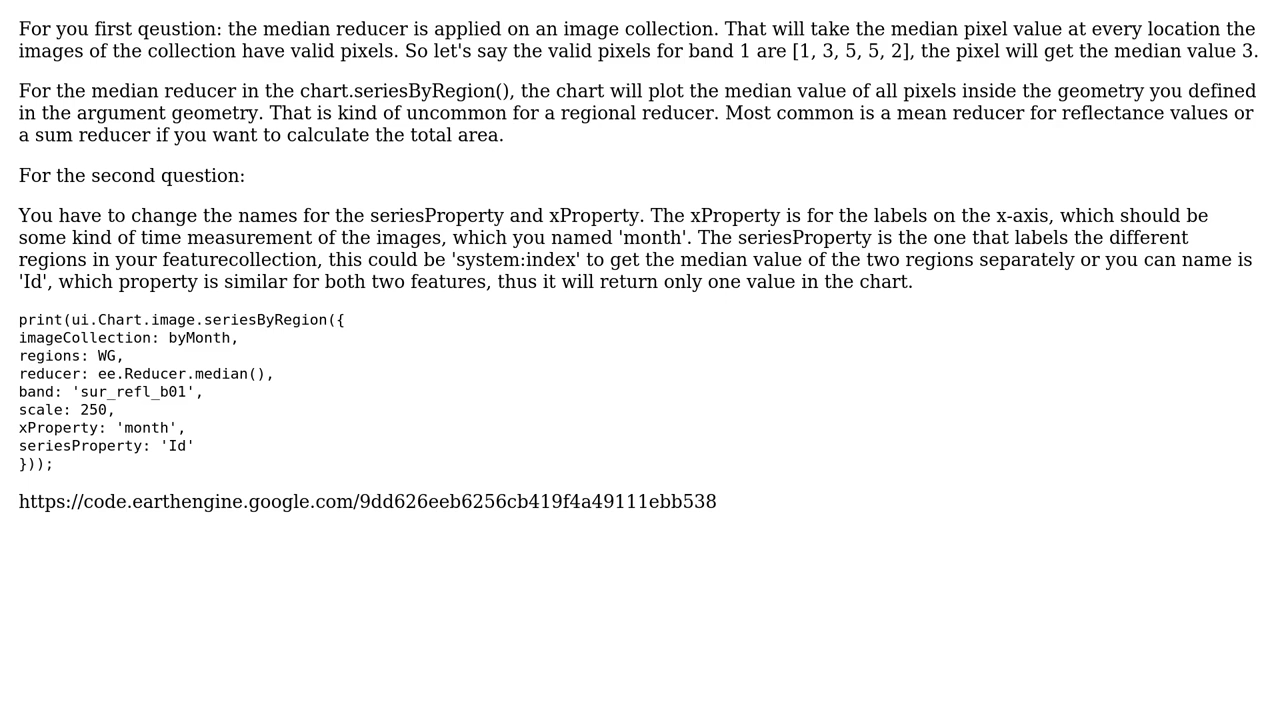 For you first qeustion: the median reducer is applied on an image collection. That will take the median pixel value at every location the
images of the collection have valid pixels. So let's say the valid pixels for band 1 are [1, 3, 5, 5, 2], the pixel will get the median value 3.
For the median reducer in the chart.seriesByRegion(), the chart will plot the median value of all pixels inside the geometry you defined
in the argument geometry. That is kind of uncommon for a regional reducer. Most common is a mean reducer for reflectance values or
a sum reducer if you want to calculate the total area.
For the second question:
You have to change the names for the seriesProperty and xProperty. The xProperty is for the labels on the x-axis, which should be
some kind of time measurement of the images, which you named 'month'. The seriesProperty is the one that labels the different
regions in your featurecollection, this could be 'system:index' to get the median value of the two regions separately or you can name is
'Id', which property is similar for both two features, thus it will return only one value in the chart.
print(ui.Chart.image.seriesByRegion({
imageCollection: byMonth,
regions: WG,
reducer: ee.Reducer.median(),
band: 'sur_refl_b01',
scale: 250,
xProperty: 'month',
seriesProperty: 'Id'
}));
https://code.earthengine.google.com/9dd626eeb6256cb419f4a49111ebb538